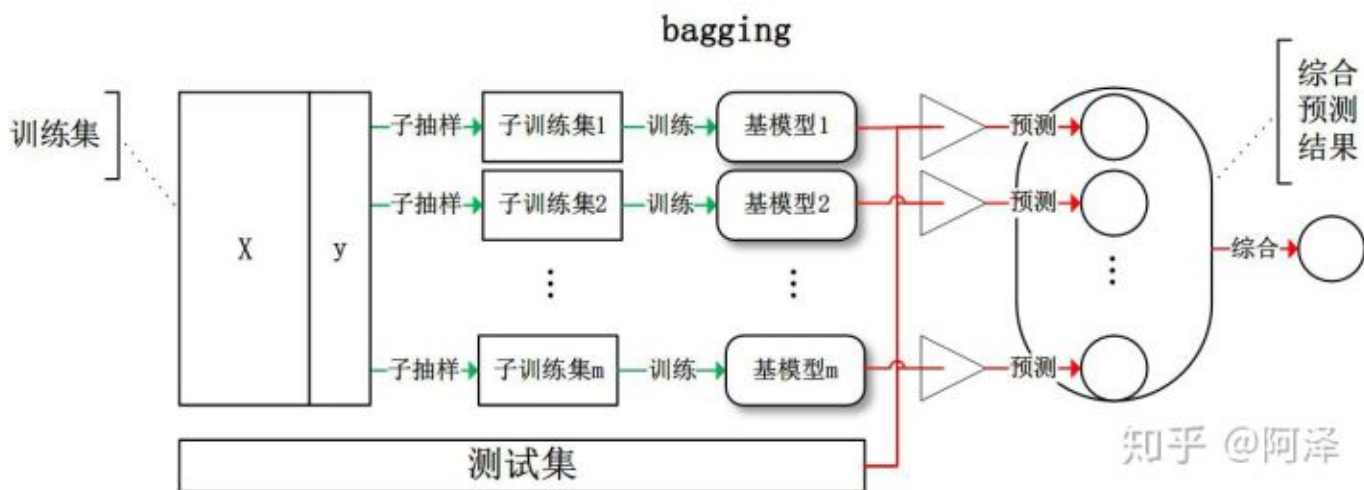 bagging
训练集
X
y
子抽样
子训练集1
训练
基模型1
预测
子抽样
子训练集2
训练
基模型2
预测
子抽样
子训练集m
训练
基模型m
预测
综合
预测
结果
综合
测试集
知乎 @阿泽